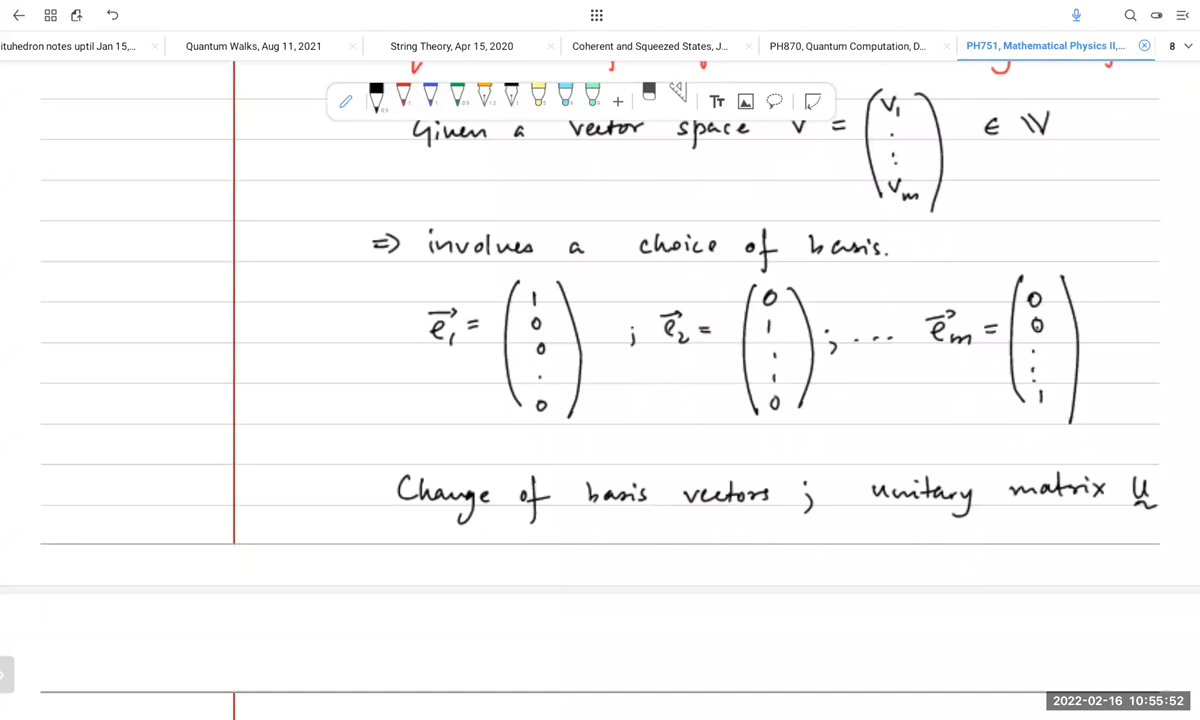 ituhedron notes uptil Jan 15,... Quantum Walks, Aug 11, 2021 String Theory, Apr 15, 2020 Coherent and Squeezed States, J... PH870, Quantum Computation, D... PH751, Mathematical Physics II,... 8
Given a vector space v = (v₁ . : vₘ) ∈ 𝕍
=> involves a choice of basis.
e⃗₁ = (1 0 0 . 0) ; e⃗₂ = (0 1 ' ' 0) ; ... e⃗ₘ = (0 0 : : 1)
Change of basis vectors ; unitary matrix U
2022-02-16 10:55:52